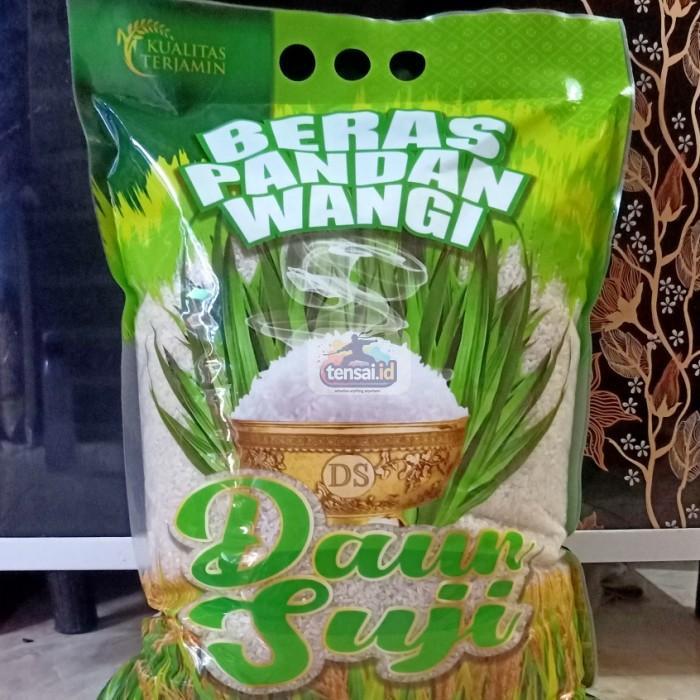 KUALITAS
TERJAMIN
BERAS
PANDAN
WANGI
tensai.id
DS
Daun
Suji